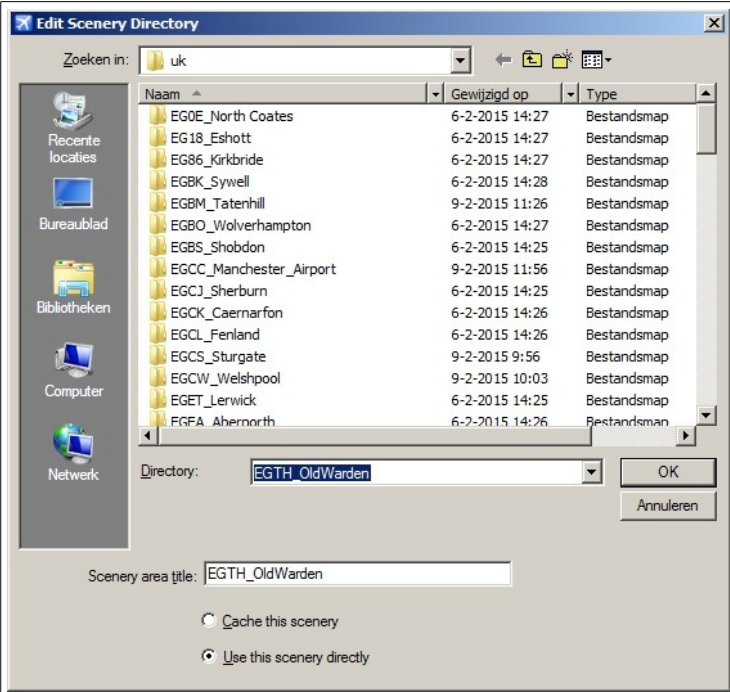 Edit Scenery Directory
Zoeken in: uk
Naam Gewijzigd op Type
EG0E_North Coates 6-2-2015 14:27 Bestandsmap
EG18_Eshott 6-2-2015 14:27 Bestandsmap
EG86_Kirkbride 6-2-2015 14:27 Bestandsmap
EGBK_Sywell 6-2-2015 14:28 Bestandsmap
EGBM_Tatenhill 9-2-2015 11:26 Bestandsmap
EGBO_Wolverhampton 6-2-2015 14:27 Bestandsmap
EGBS_Shobdon 6-2-2015 14:25 Bestandsmap
EGCC_Manchester_Airport 9-2-2015 11:56 Bestandsmap
EGCJ_Sherburn 6-2-2015 14:25 Bestandsmap
EGCK_Caernarfon 6-2-2015 14:26 Bestandsmap
EGCL_Fenland 6-2-2015 14:26 Bestandsmap
EGCS_Sturgate 9-2-2015 9:56 Bestandsmap
EGCW_Welshpool 9-2-2015 10:03 Bestandsmap
EGET_Lerwick 6-2-2015 14:25 Bestandsmap
EGFA_Aberporth 6-2-2015 14:26 Bestandsmap
Recente
locaties
Bureaublad
Bibliotheken
Computer
Netwerk
Directory: EGTH_OldWarden OK
Annuleren
Scenery area title: EGTH_OldWarden
Cache this scenery
Use this scenery directly